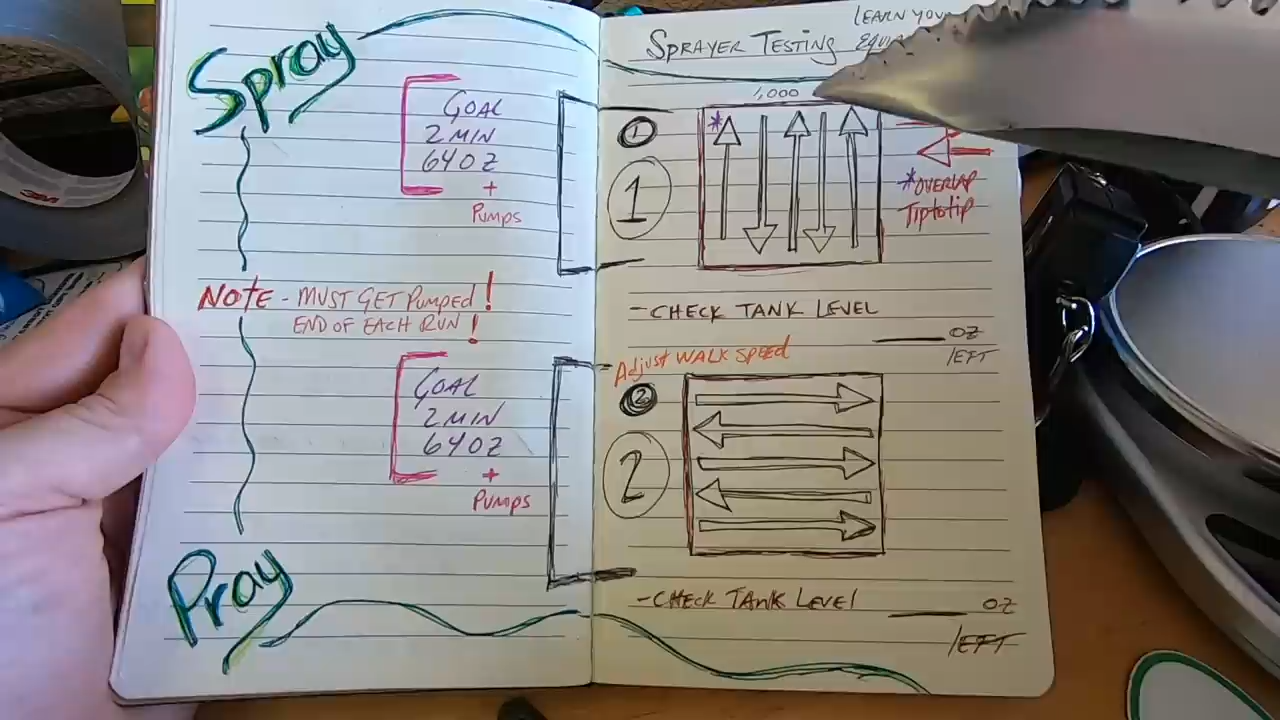 Spray
GOAL
2 MIN
64 OZ
+
Pumps
NOTE - MUST GET PUMPED!
END OF EACH RUN!
GOAL
2 MIN
64 OZ
+
Pumps
Pray
LEARN
SPRAYER TESTING
1,000
1
1
*
*OVERLAP
Tip to tip
-CHECK TANK LEVEL
OZ
LEFT
Adjust WALK SPEED
2
2
-CHECK TANK LEVEL
OZ
LEFT
3M